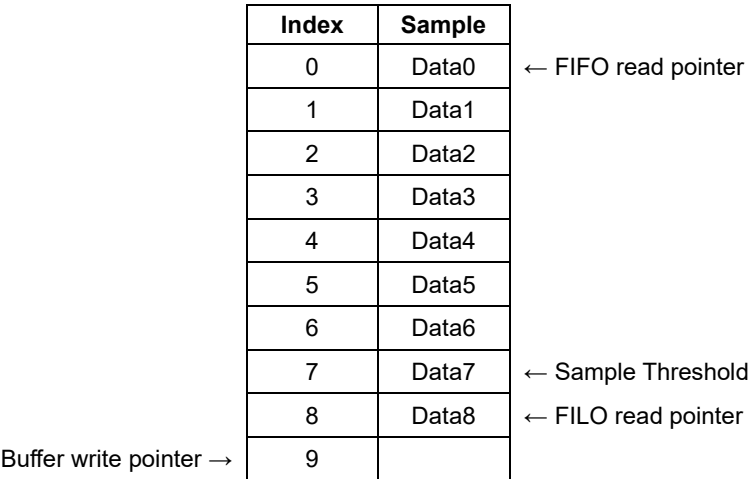 Index Sample
0 Data0 ← FIFO read pointer
1 Data1
2 Data2
3 Data3
4 Data4
5 Data5
6 Data6
7 Data7 ← Sample Threshold
8 Data8 ← FILO read pointer
Buffer write pointer → 9